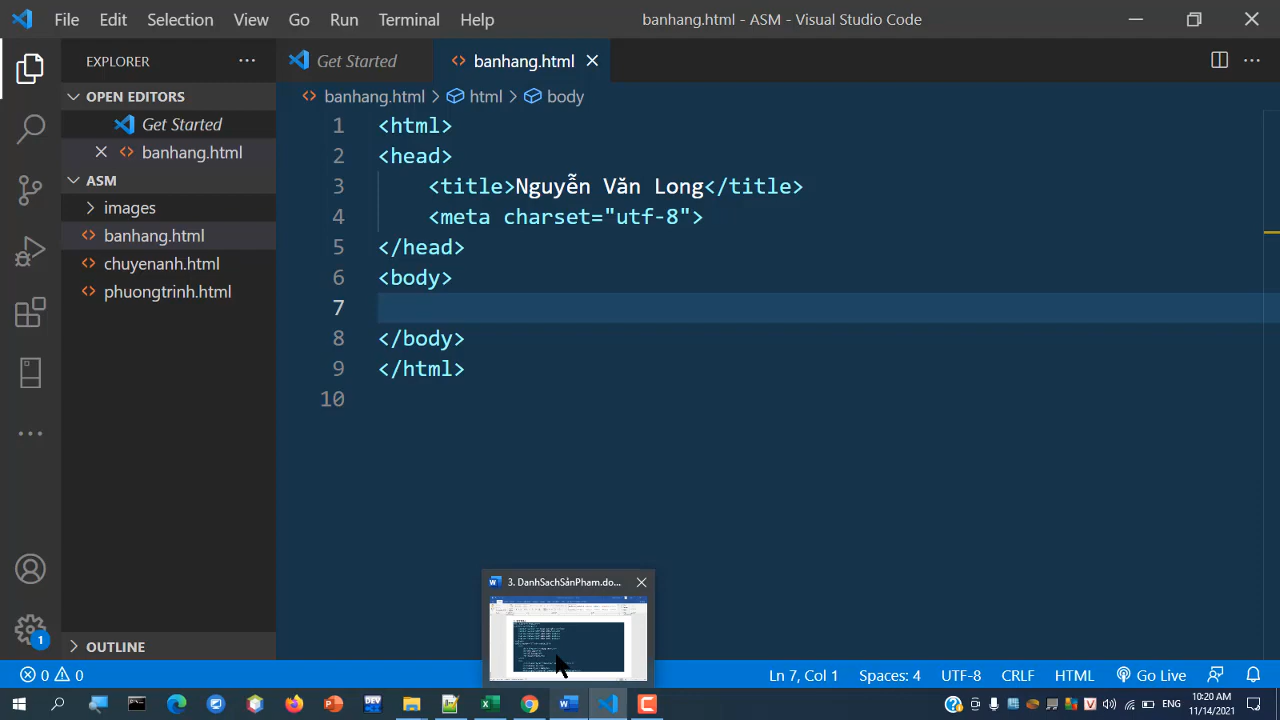 File Edit Selection View Go Run Terminal Help banhang.html - ASM - Visual Studio Code
EXPLORER
Get Started
banhang.html
OPEN EDITORS
Get Started
banhang.html
ASM
images
banhang.html
chuyenanh.html
phuongtrinh.html
OUTLINE
banhang.html > html > body
1 <html>
2 <head>
3 <title>Nguyễn Văn Long</title>
4 <meta charset="utf-8">
5 </head>
6 <body>
7
8 </body>
9 </html>
10
3. DanhSachSảnPham.do...
1
0 0 Ln 7, Col 1 Spaces: 4 UTF-8 CRLF HTML Go Live
DEV
ENG
10:20 AM
11/14/2021